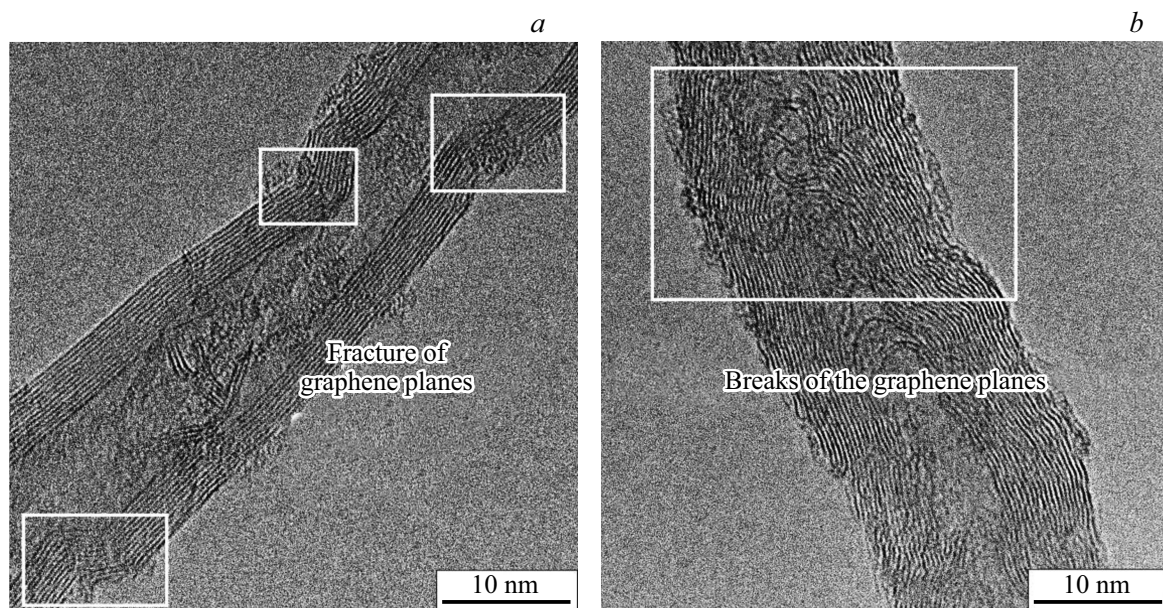 a
b
Fracture of
graphene planes
Breaks of the graphene planes
10 nm
10 nm